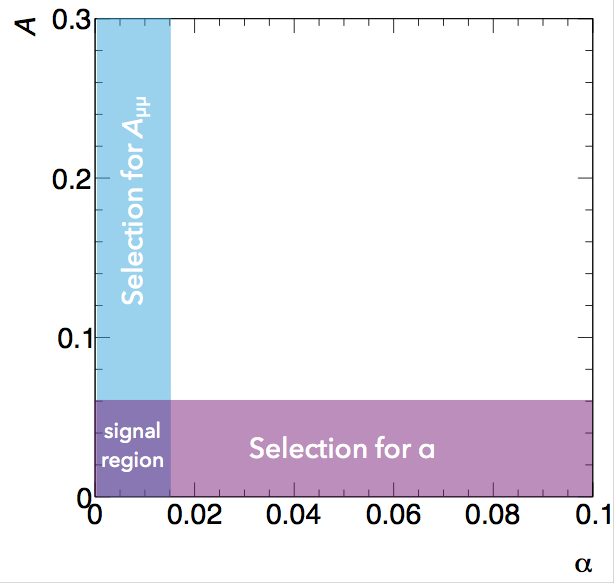 A
0.3
0.2
0.1
0
Selection for Aμμ
signal
region
Selection for α
0 0.02 0.04 0.06 0.08 0.1
α